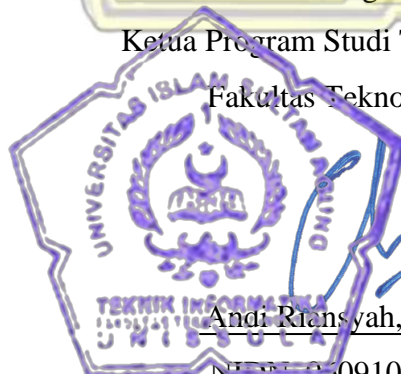 Ketua Program Studi T
Fakultas Tekno
UNIVERSITAS ISLAM SULTAN AGUNG
TEKNIK INFORMATIKA
UNISSULA
Andi Riansyah,